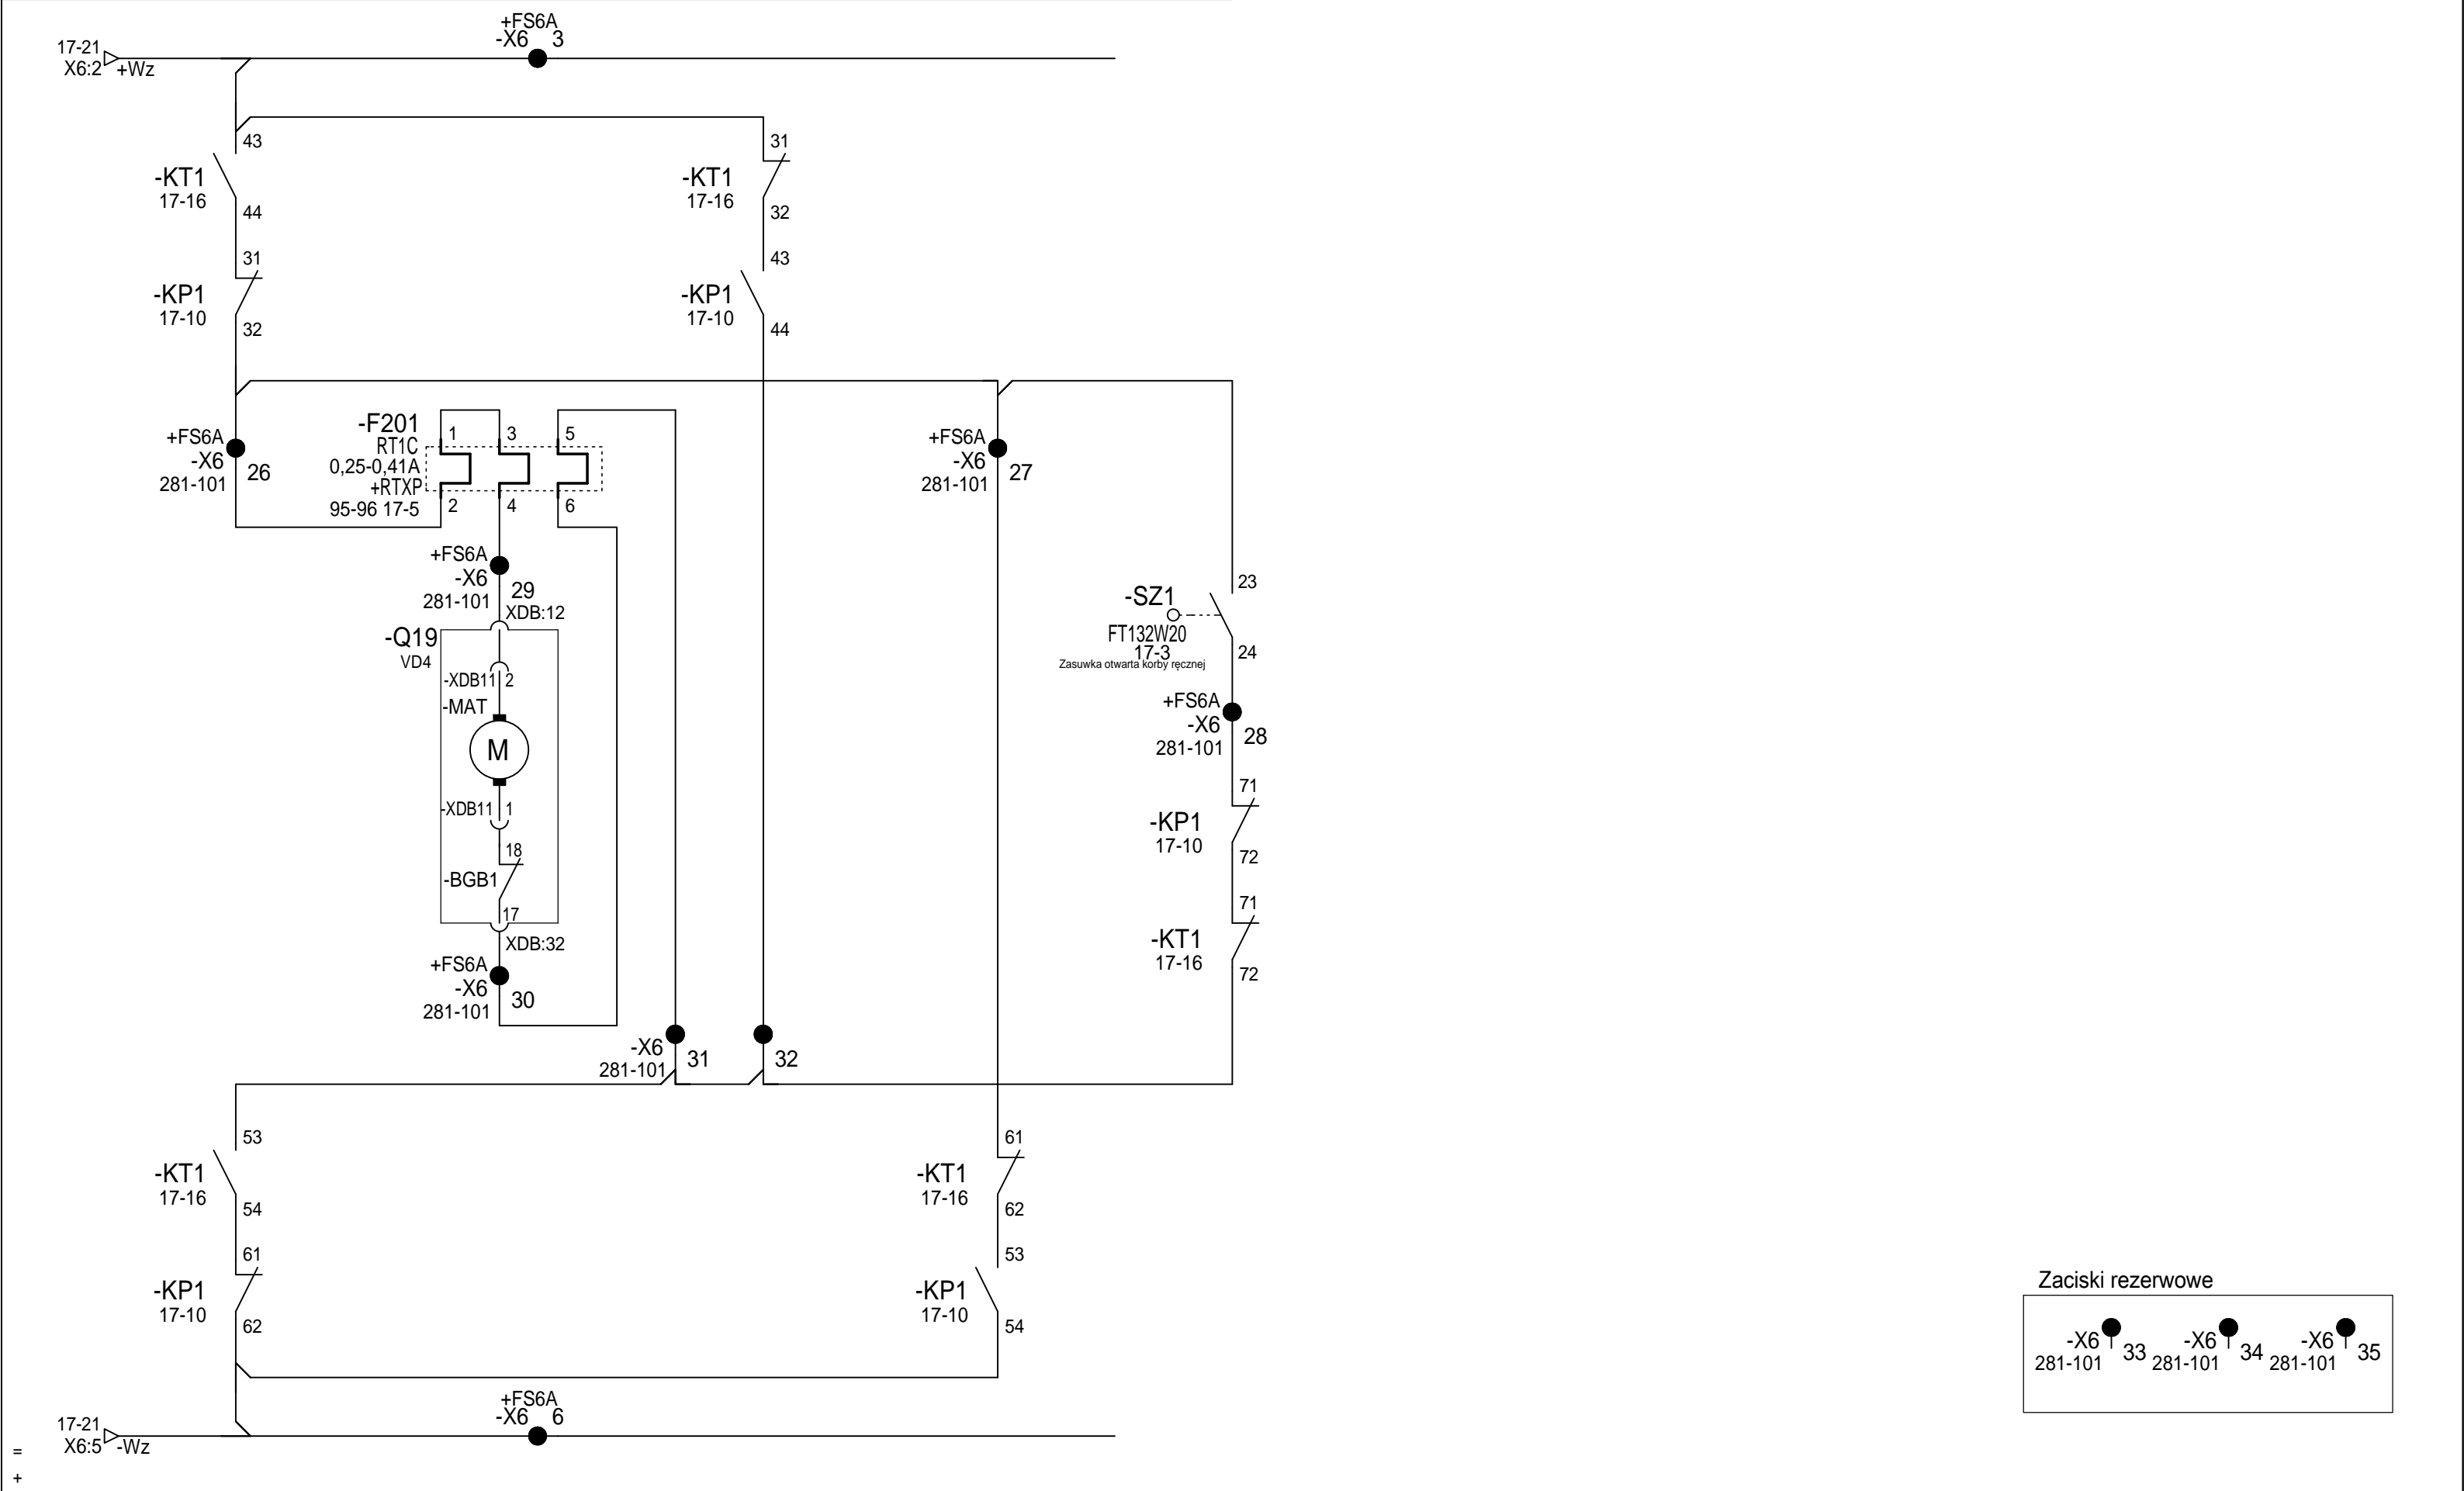 +FS6A
-X6 3
17-21
X6:2 +Wz
43
-KT1
17-16
44
31
-KT1
17-16
32
31
-KP1
17-10
32
43
-KP1
17-10
44
+FS6A
-X6
281-101 26
-F201
RT1C
0,25-0,41A
+RTXP
95-96 17-5
1 3 5
2 4 6
+FS6A
-X6
281-101 27
+FS6A
-X6
281-101 29
XDB:12
-Q19
VD4
-XDB11 2
-MAT
M
-XDB11 1
18
-BGB1
17
XDB:32
+FS6A
-X6
281-101 30
23
-SZ1
FT132W20
17-3
24
Zasuwka otwarta korby ręcznej
+FS6A
-X6
281-101 28
71
-KP1
17-10
72
71
-KT1
17-16
72
-X6
281-101 31
32
53
-KT1
17-16
54
61
-KT1
17-16
62
61
-KP1
17-10
62
53
-KP1
17-10
54
Zaciski rezerwowe
-X6 33 -X6 34 -X6 35
281-101 281-101 281-101
+FS6A
-X6 6
17-21
X6:5 -Wz
=
+